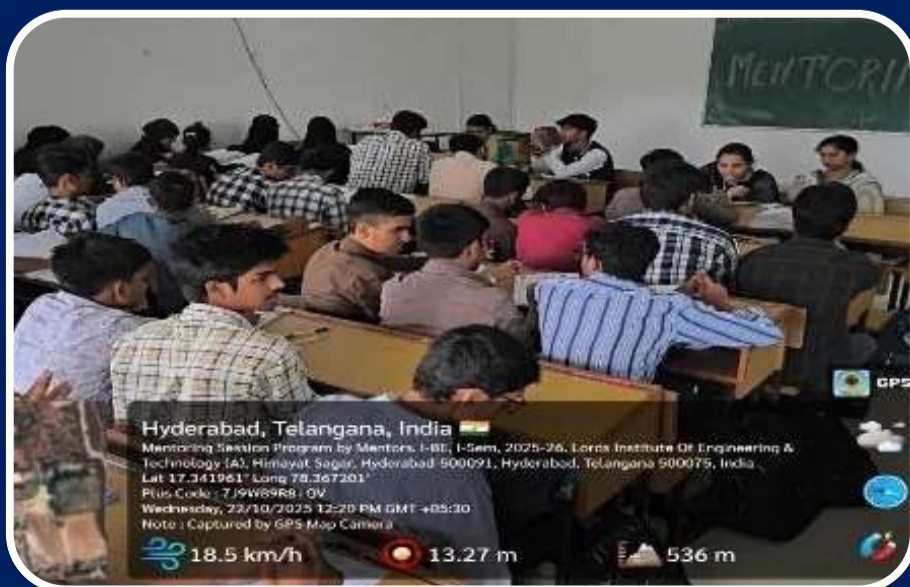 MENTORI
GPS
Hyderabad, Telangana, India
Mentoring Session Program by Mentors, I-BE, I-Sem, 2025-26, Lords Institute Of Engineering &
Technology (A), Himayat Sagar, Hyderabad-500091, Hyderabad, Telangana 500075, India
Lat 17.341961° Long 78.367201°
Plus Code : 7J9W89R8+QV
Wednesday, 22/10/2025 12:20 PM GMT +05:30
Note : Captured by GPS Map Camera
18.5 km/h 13.27 m 536 m